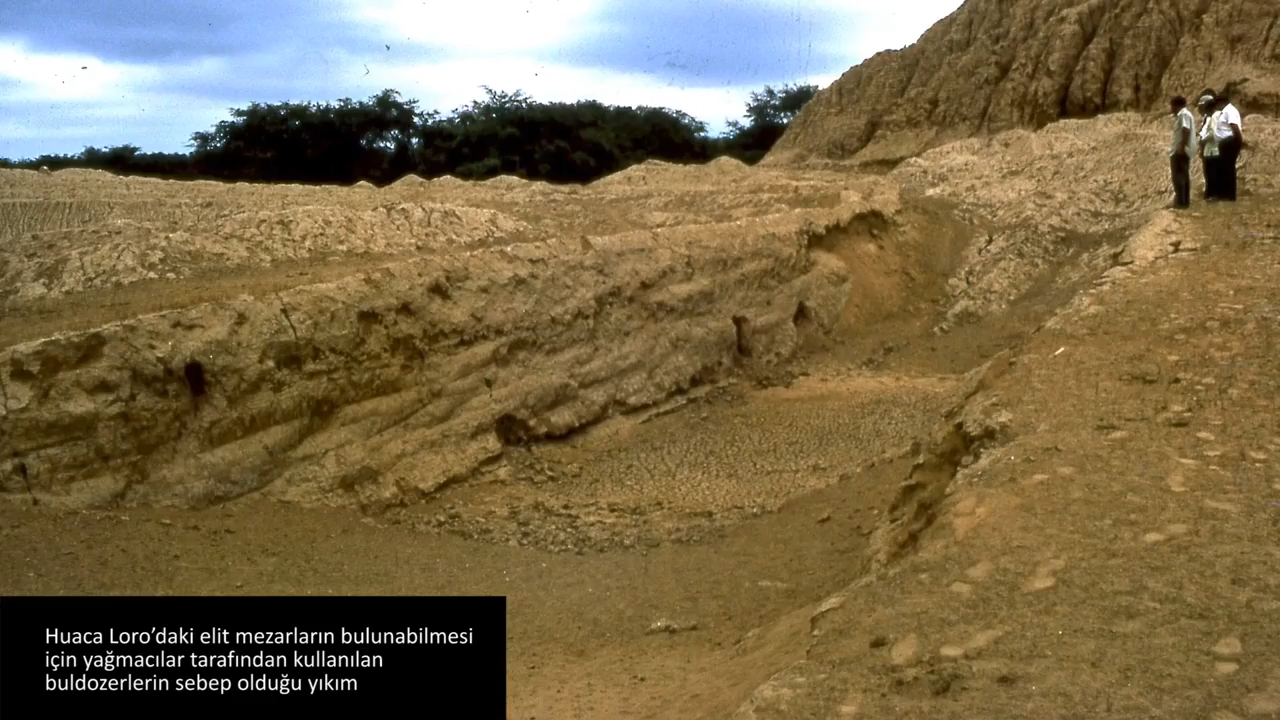 Huaca Loro’daki elit mezarların bulunabilmesi
için yağmacılar tarafından kullanılan
buldozerlerin sebep olduğu yıkım